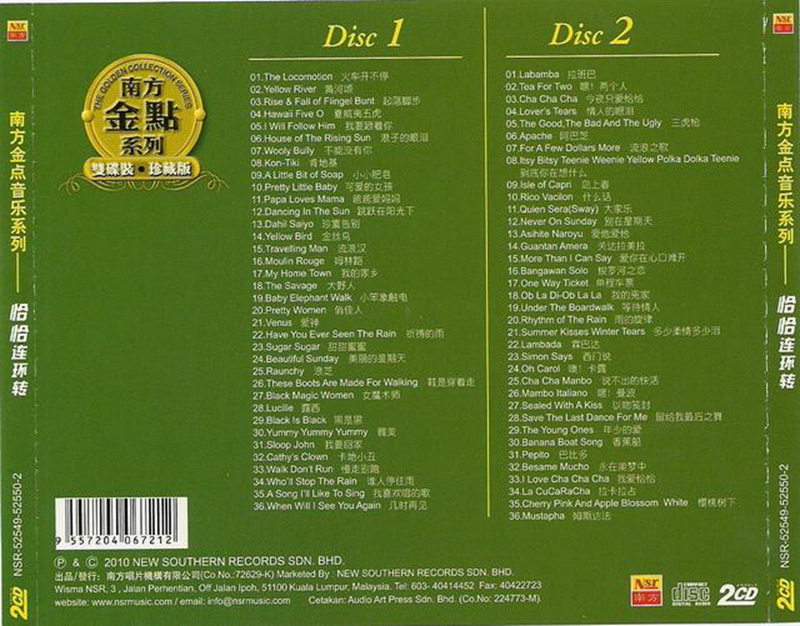 Nsr
南方
南方金点音乐系列——
恰恰连环转
NSR-52549-52550-2
2CD
THE GOLDEN COLLECTION SERIES
南方
金點
系列
雙碟裝·珍藏版
Disc 1
01.The Locomotion 火车开不停
02.Yellow River 黄河颂
03.Rise & Fall of Flingel Bunt 起落脚步
04.Hawaii Five O 夏威夷五虎
05.I Will Follow Him 我要跟着你
06.House of The Rising Sun 浪子的眼泪
07.Wooly Bully 不能没有你
08.Kon-Tiki 肯地基
09.A Little Bit of Soap 小小肥皂
10.Pretty Little Baby 可爱的女孩
11.Papa Loves Mama 爸爸爱妈妈
12.Dancing In The Sun 跳跃在阳光下
13.Dahil Saiyo 珍重告别
14.Yellow Bird 金丝鸟
15.Travelling Man 流浪汉
16.Moulin Rouge 姆林路
17.My Home Town 我的家乡
18.The Savage 大野人
19.Baby Elephant Walk 小笨象触电
20.Pretty Women 俏佳人
21.Venus 爱神
22.Have You Ever Seen The Rain 祈祷的雨
23.Sugar Sugar 甜甜蜜蜜
24.Beautiful Sunday 美丽的星期天
25.Raunchy 浪芝
26.These Boots Are Made For Walking 鞋是穿着走
27.Black Magic Women 女魔术师
28.Lucille 露西
29.Black Is Black 黑是黑
30.Yummy Yummy Yummy 雅美
31.Sloop John 我要回家
32.Cathy's Clown 卡地小丑
33.Walk Don't Run 慢走别跑
34.Who'll Stop The Rain 谁人停住雨
35.A Song I'll Like To Sing 我喜欢唱的歌
36.When Will I See You Again 几时再见
Disc 2
01.Labamba 拉班巴
02.Tea For Two 嘿!两个人
03.Cha Cha Cha 今夜只爱恰恰
04.Lover's Tears 情人的眼泪
05.The Good,The Bad And The Ugly 三虎枪
06.Apache 阿巴芝
07.For A Few Dollars More 流浪之歌
08.Itsy Bitsy Teenie Weenie Yellow Polka Dolka Teenie
到底你在想什么
09.Isle of Capri 岛上春
10.Rico Vacilon 什么话
11.Quien Sera(Sway) 大家乐
12.Never On Sunday 别在星期天
13.Asihite Naroyu 爱他爱他
14.Guantan Amera 关达拉美拉
15.More Than I Can Say 爱你在心口难开
16.Bangawan Solo 梭罗河之恋
17.One Way Ticket 单程车票
18.Ob La Di-Ob La La 我的冤家
19.Under The Boardwalk 等待情人
20.Rhythm of The Rain 雨的旋律
21.Summer Kisses Winter Tears 多少柔情多少泪
22.Lambada 霖巴达
23.Simon Says 西门说
24.Oh Carol 噢!卡露
25.Cha Cha Manbo 说不出的快活
26.Mambo Italiano 嘿!曼波
27.Sealed With A Kiss 以吻签封
28.Save The Last Dance For Me 留给我最后之舞
29.The Young Ones 年少的爱
30.Banana Boat Song 香蕉船
31.Pepito 巴比多
32.Besame Mucho 永在美梦中
33.I Love Cha Cha Cha 我爱恰恰
34.La CuCaRaCha 拉卡拉占
35.Cherry Pink And Apple Blossom White 樱桃树下
36.Mustapha 姆斯达法
9 557204 067212
Ⓟ & © 2010 NEW SOUTHERN RECORDS SDN. BHD.
出品/發行: 南方唱片機構有限公司(Co.No.:72629-K) Marketed By : NEW SOUTHERN RECORDS SDN. BHD.
Wisma NSR, 3 , Jalan Perhentian, Off Jalan Ipoh, 51100 Kuala Lumpur, Malaysia. Tel: 603- 40414452 Fax: 603- 40422723
website: www.nsrmusic.com / email: info@nsrmusic.com Cetakan: Audio Art Press Sdn. Bhd. (Co.No: 224773-M).
Nsr
南方
COMPACT
disc
DIGITAL AUDIO
2CD
Nsr
南方
南方金点音乐系列——
恰恰连环转
NSR-52549-52550-2
2CD